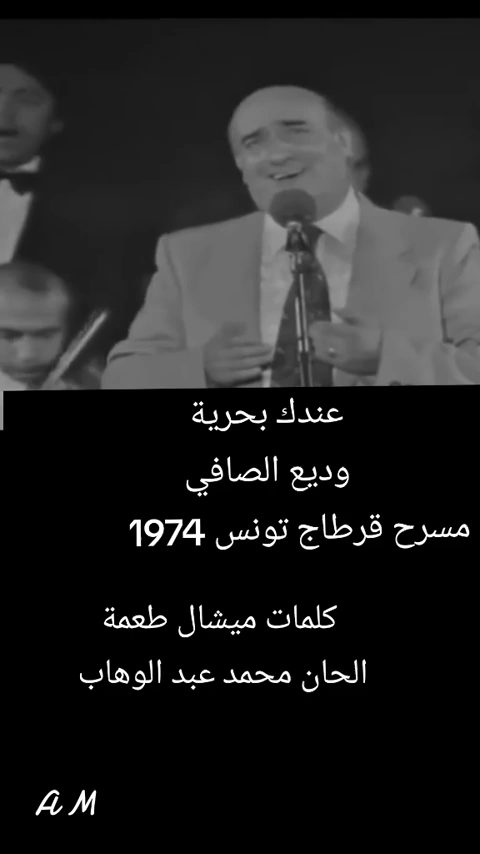 عندك بحرية
وديع الصافي
مسرح قرطاج تونس 1974
كلمات ميشال طعمة
الحان محمد عبد الوهاب
A M